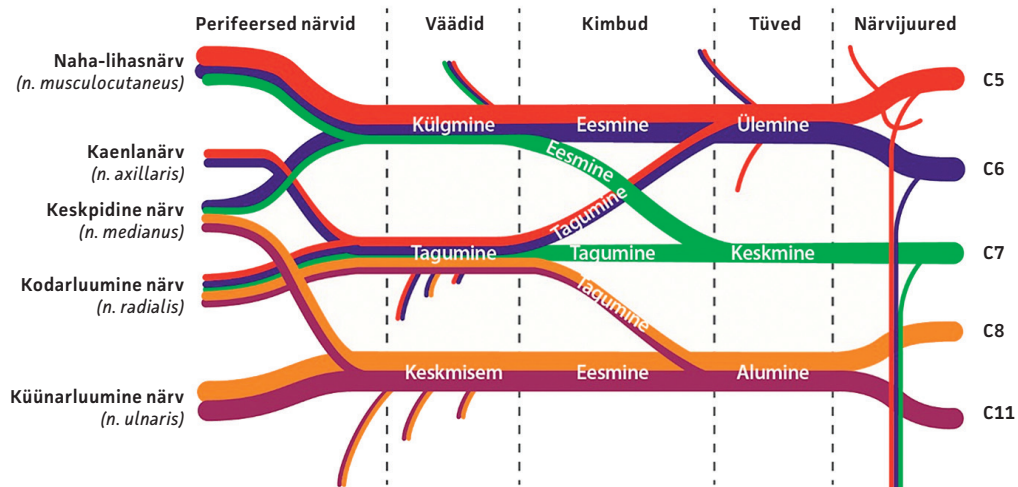 Perifeersed närvid
Väädid
Kimbud
Tüved
Närvijuured
Naha-lihasnärv
(n. musculocutaneus)
Kaenlanärv
(n. axillaris)
Keskpidine närv
(n. medianus)
Kodarluumine närv
(n. radialis)
Küünarluumine närv
(n. ulnaris)
Külgmine
Eesmine
Ülemine
Eesmine
Tagumine
Tagumine
Tagumine
Keskmine
Tagumine
Keskmisem
Eesmine
Alumine
C5
C6
C7
C8
C11